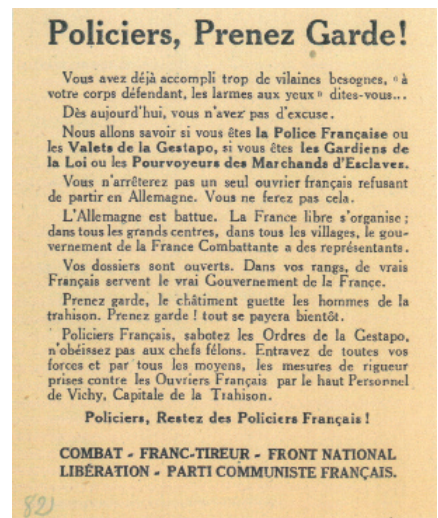 Policiers, Prenez Garde!
Vous avez déjà accompli trop de vilaines besognes, « à
votre corps défendant, les larmes aux yeux » dites-vous...
Dès aujourd'hui, vous n'avez pas d'excuse.
Nous allons savoir si vous êtes la Police Française ou
les Valets de la Gestapo, si vous êtes les Gardiens de
la Loi ou les Pourvoyeurs des Marchands d'Esclaves.
Vous n'arrêterez pas un seul ouvrier français refusant
de partir en Allemagne. Vous ne ferez pas cela.
L'Allemagne est battue. La France libre s'organise ;
dans tous les grands centres, dans tous les villages, le gou-
vernement de la France Combattante a des représentants.
Vos dossiers sont ouverts. Dans vos rangs, de vrais
Français servent le vrai Gouvernement de la France.
Prenez garde, le châtiment guette les hommes de la
trahison. Prenez garde ! tout se payera bientôt.
Policiers Français, sabotez les Ordres de la Gestapo,
n'obéissez pas aux chefs félons. Entravez de toutes vos
forces et par tous les moyens, les mesures de rigueur
prises contre les Ouvriers Français par le haut Personnel
de Vichy, Capitale de la Trahison.
Policiers, Restez des Policiers Français !
COMBAT - FRANC-TIREUR - FRONT NATIONAL
LIBÉRATION - PARTI COMMUNISTE FRANÇAIS.
82)